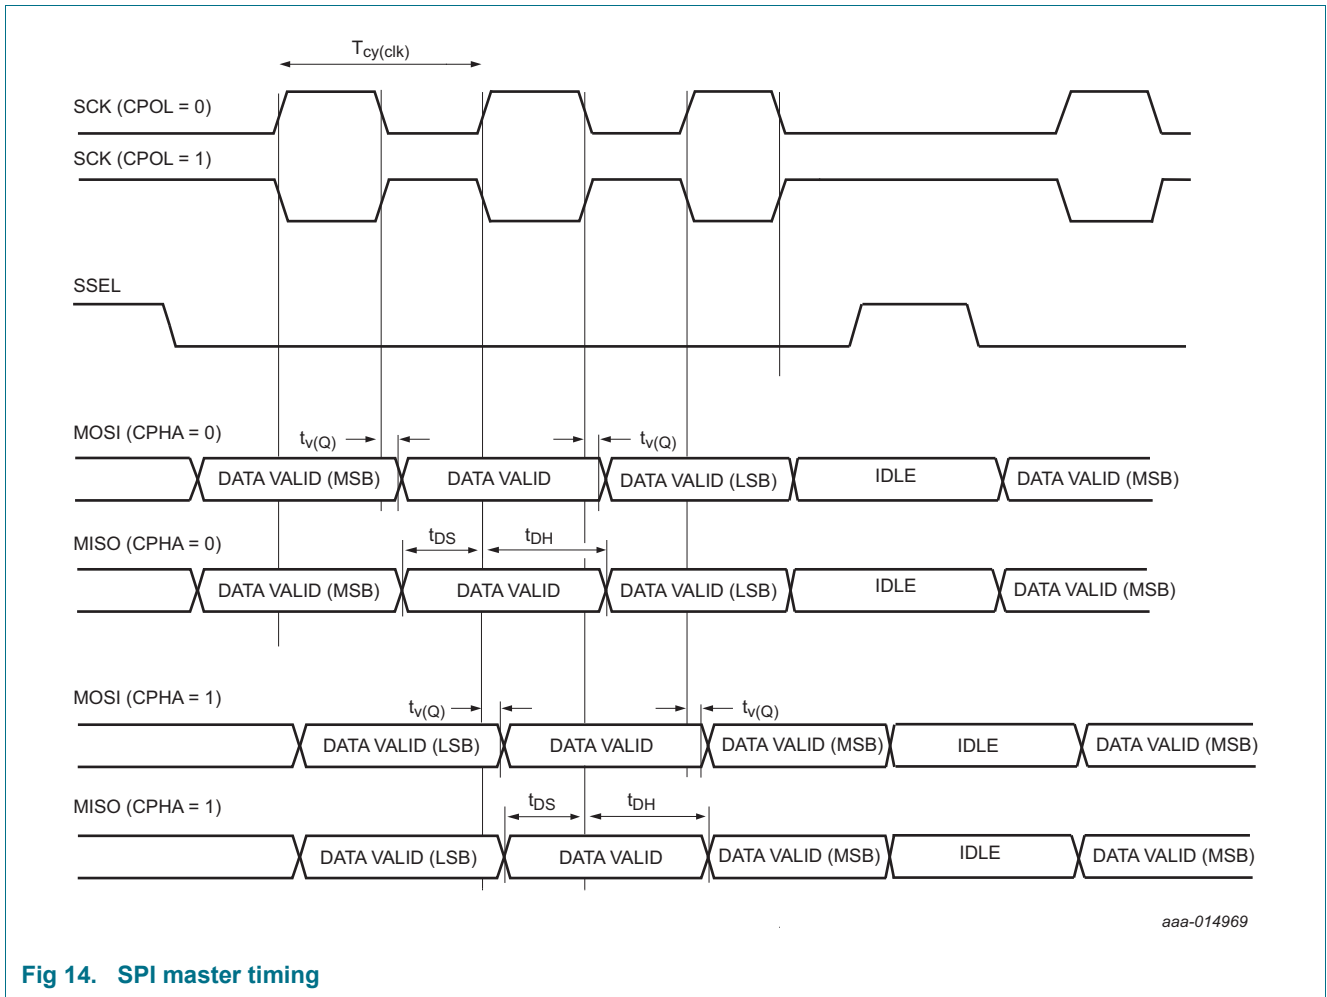 Tcy(clk)
SCK (CPOL = 0)
SCK (CPOL = 1)
SSEL
MOSI (CPHA = 0)
tv(Q) tv(Q)
DATA VALID (MSB) DATA VALID DATA VALID (LSB) IDLE DATA VALID (MSB)
MISO (CPHA = 0)
tDS tDH
DATA VALID (MSB) DATA VALID DATA VALID (LSB) IDLE DATA VALID (MSB)
MOSI (CPHA = 1)
tv(Q) tv(Q)
DATA VALID (LSB) DATA VALID DATA VALID (MSB) IDLE DATA VALID (MSB)
MISO (CPHA = 1)
tDS tDH
DATA VALID (LSB) DATA VALID DATA VALID (MSB) IDLE DATA VALID (MSB)
aaa-014969
Fig 14. SPI master timing